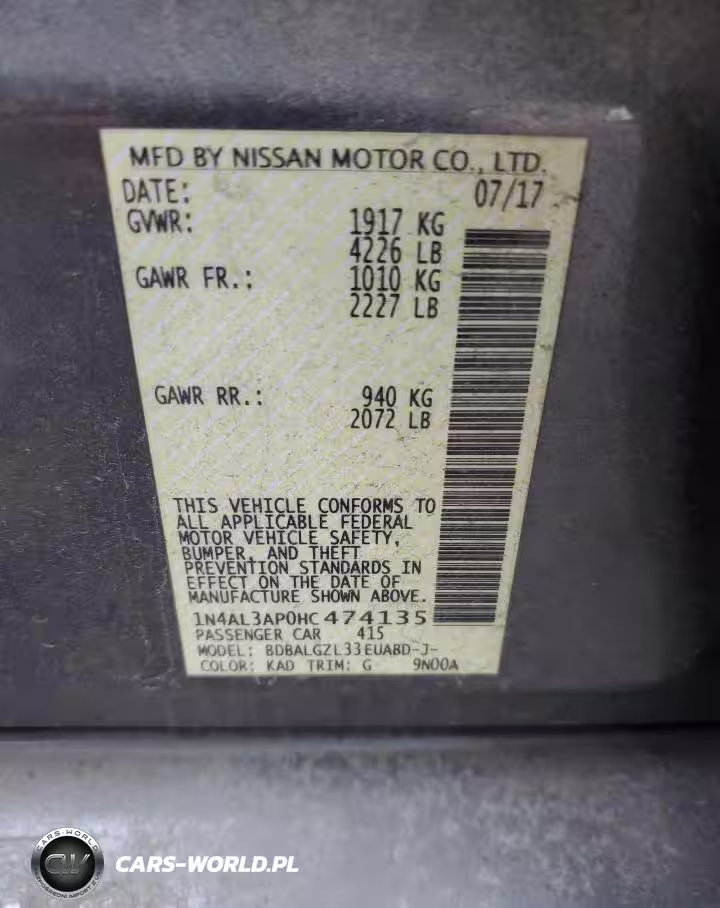 MFD BY NISSAN MOTOR CO., LTD.
DATE: 07/17
GVWR: 1917 KG
4226 LB
GAWR FR.: 1010 KG
2227 LB
GAWR RR.: 940 KG
2072 LB
THIS VEHICLE CONFORMS TO
ALL APPLICABLE FEDERAL
MOTOR VEHICLE SAFETY,
BUMPER, AND THEFT
PREVENTION STANDARDS IN
EFFECT ON THE DATE OF
MANUFACTURE SHOWN ABOVE.
1N4AL3AP0HC474135
PASSENGER CAR 415
MODEL: BDBALGZL33EUABD-J-
COLOR: KAD TRIM: G 9N00A
CARS-WORLD
CW
CARS-WORLD.PL